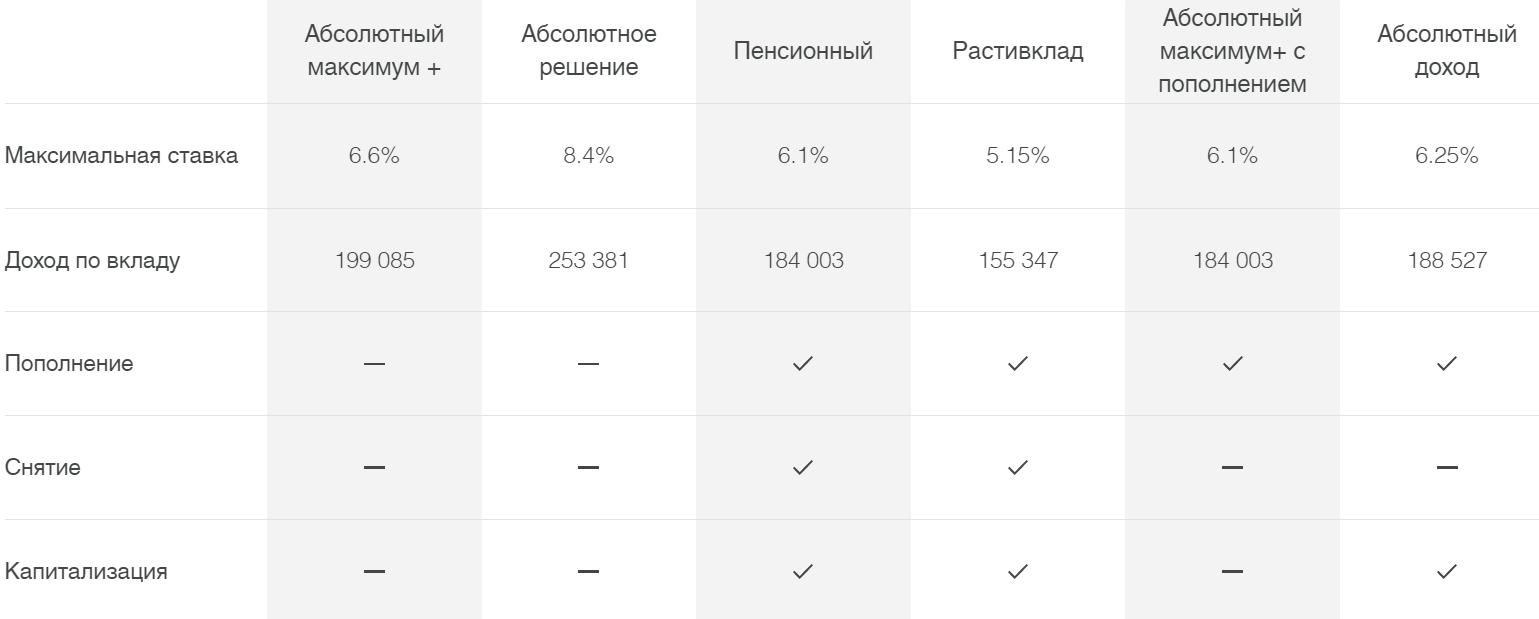 Абсолютный
максимум +
Абсолютное
решение
Пенсионный
Растивклад
Абсолютный
максимум+ с
пополнением
Абсолютный
доход
Максимальная ставка 6.6% 8.4% 6.1% 5.15% 6.1% 6.25%
Доход по вкладу 199 085 253 381 184 003 155 347 184 003 188 527
Пополнение — — ✓ ✓ ✓ ✓
Снятие — — ✓ ✓ — —
Капитализация — — ✓ ✓ — ✓